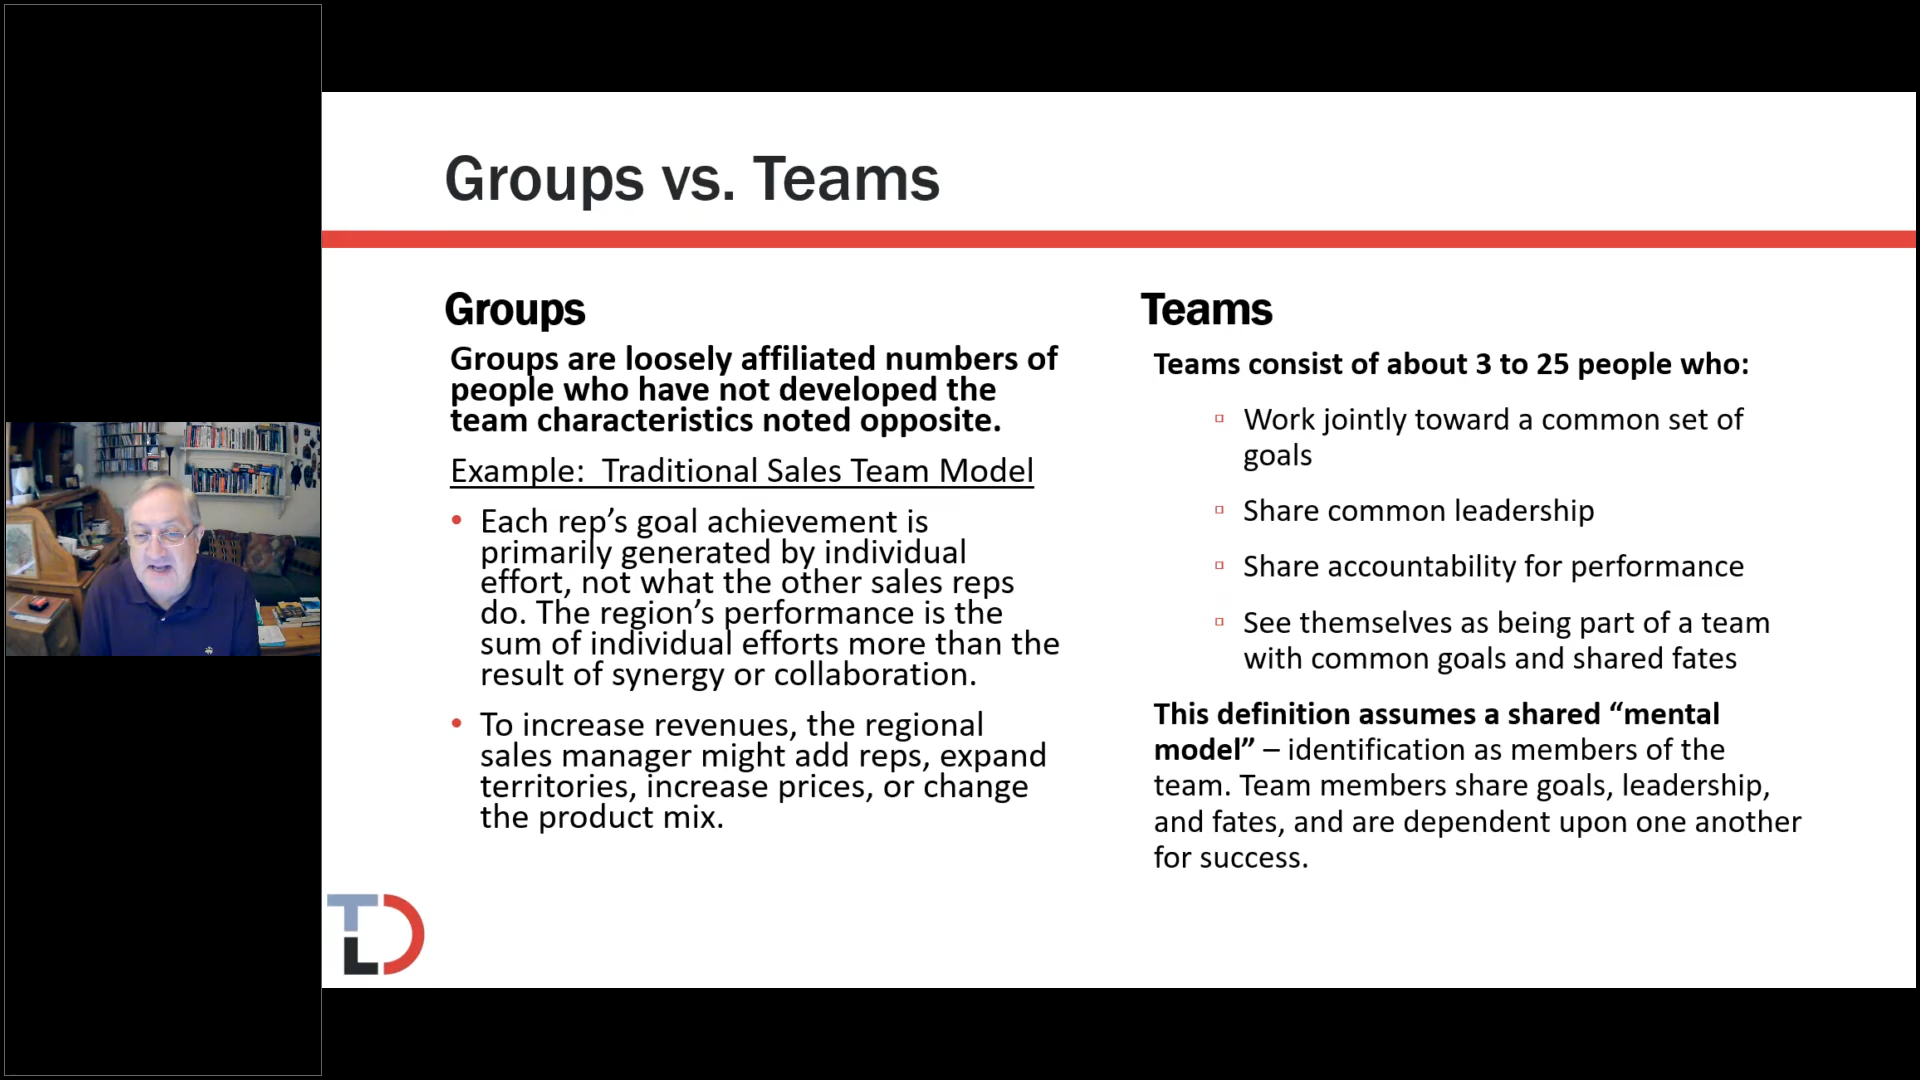 Groups vs. Teams
Groups
Groups are loosely affiliated numbers of
people who have not developed the
team characteristics noted opposite.
Example:  Traditional Sales Team Model
• Each rep’s goal achievement is
primarily generated by individual
effort, not what the other sales reps
do. The region’s performance is the
sum of individual efforts more than the
result of synergy or collaboration.
• To increase revenues, the regional
sales manager might add reps, expand
territories, increase prices, or change
the product mix.
Teams
Teams consist of about 3 to 25 people who:
▫ Work jointly toward a common set of
goals
▫ Share common leadership
▫ Share accountability for performance
▫ See themselves as being part of a team
with common goals and shared fates
This definition assumes a shared “mental
model” – identification as members of the
team. Team members share goals, leadership,
and fates, and are dependent upon one another
for success.
TLD